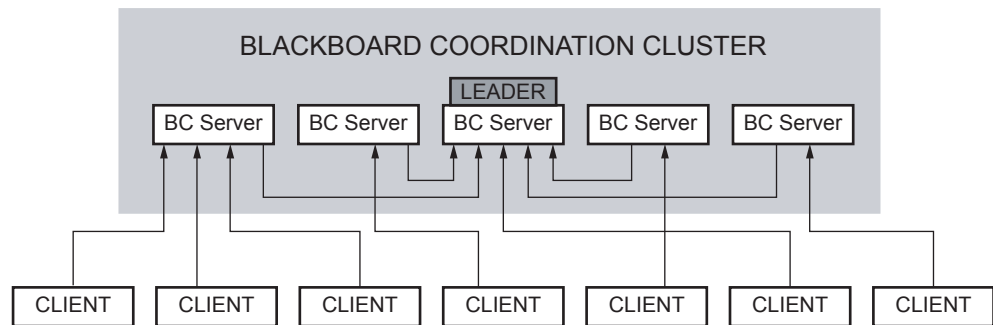 BLACKBOARD COORDINATION CLUSTER
LEADER
BC Server BC Server BC Server BC Server BC Server
CLIENT CLIENT CLIENT CLIENT CLIENT CLIENT CLIENT